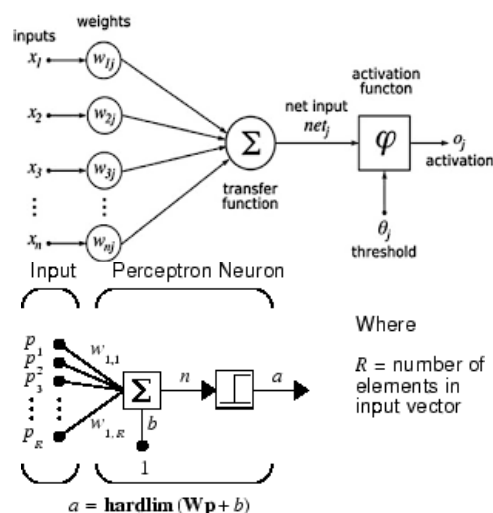 inputs weights
x1 w1j
activation
functon
x2 w2j
net input
netj
Σ φ oj
activation
x3 w3j
transfer
function
θj
threshold
xn wnj
Input Perceptron Neuron
p1 w1,1
p2
p3
Σ n a
b
pR w1,R
1
Where
R = number of
elements in
input vector
a = hardlim (Wp + b)